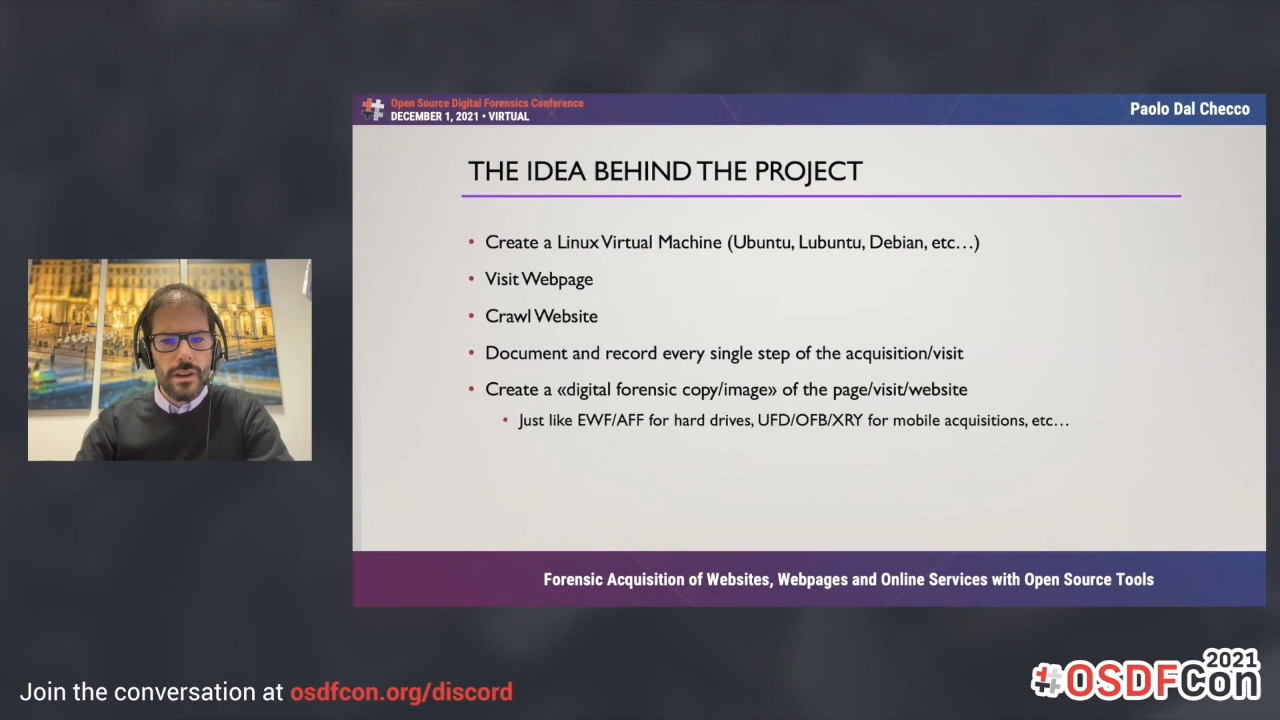 Open Source Digital Forensics Conference
DECEMBER 1, 2021 • VIRTUAL
Paolo Dal Checco
THE IDEA BEHIND THE PROJECT
• Create a Linux Virtual Machine (Ubuntu, Lubuntu, Debian, etc…)
• Visit Webpage
• Crawl Website
• Document and record every single step of the acquisition/visit
• Create a «digital forensic copy/image» of the page/visit/website
• Just like EWF/AFF for hard drives, UFD/OFB/XRY for mobile acquisitions, etc…
Forensic Acquisition of Websites, Webpages and Online Services with Open Source Tools
Join the conversation at osdfcon.org/discord
2021
OSDFCon